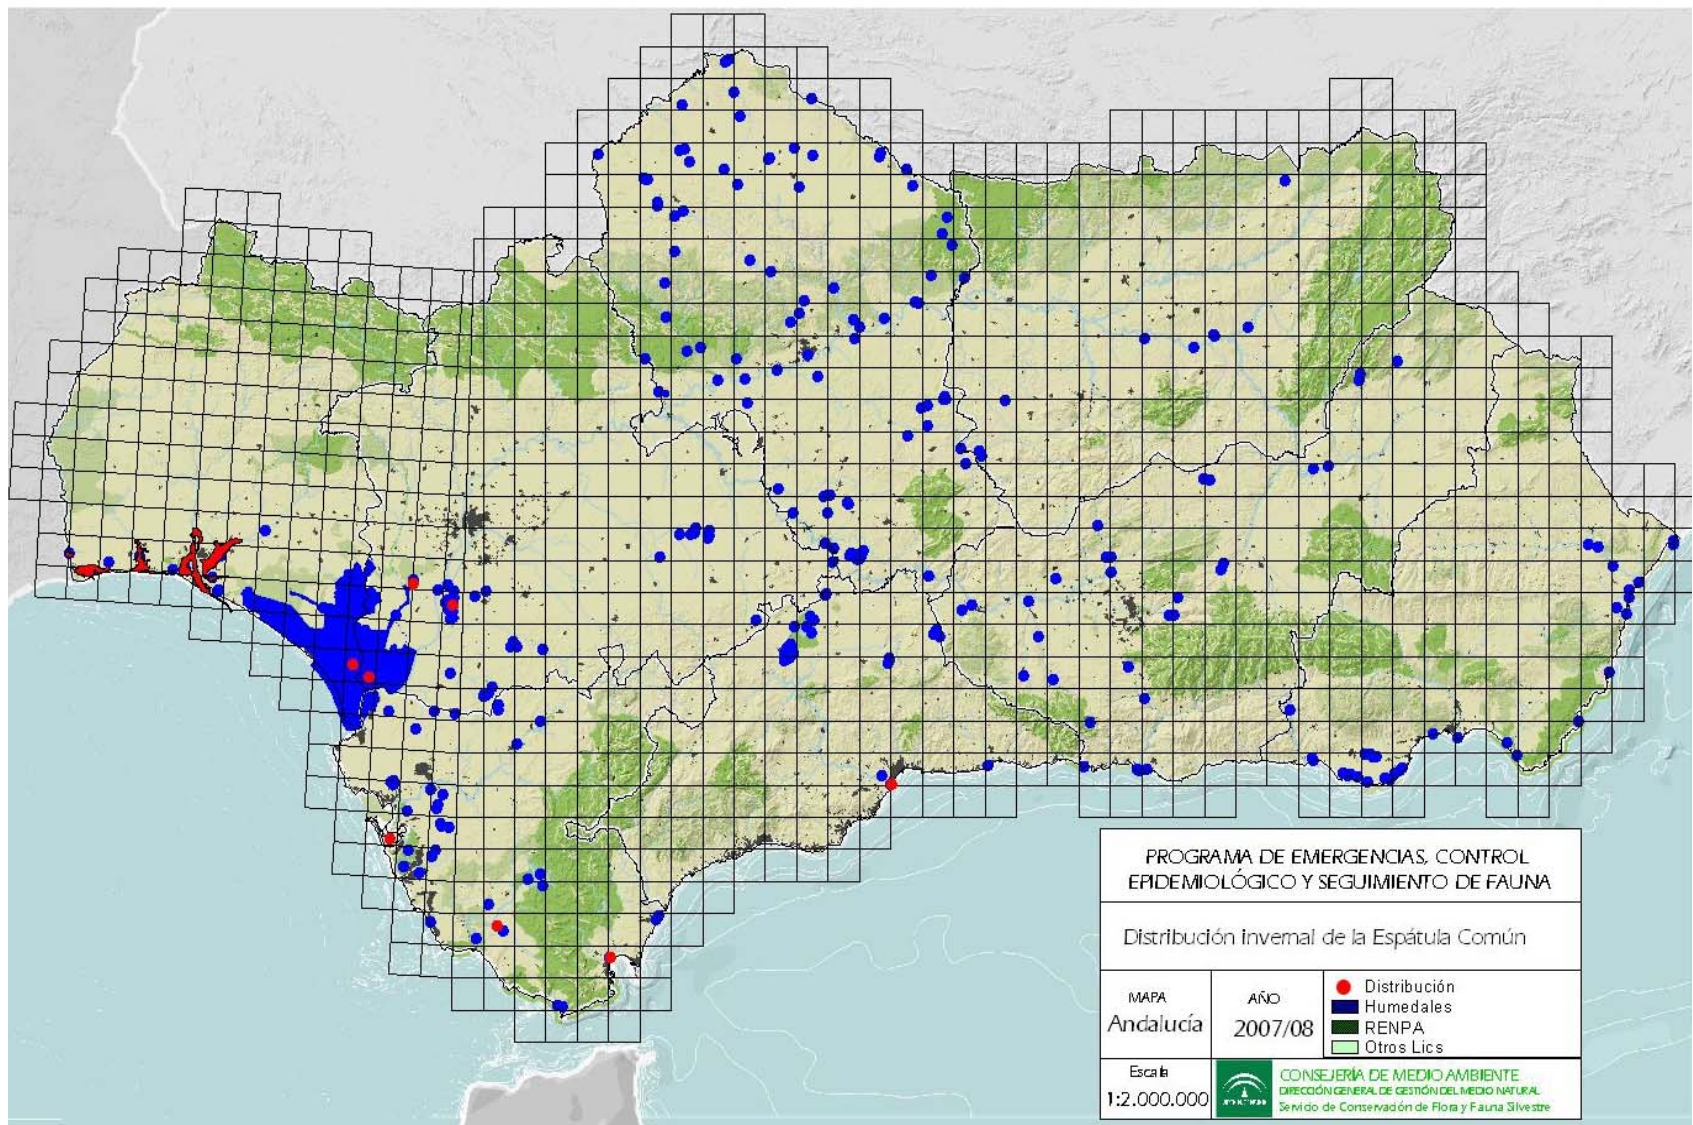 PROGRAMA DE EMERGENCIAS, CONTROL
EPIDEMIOLÓGICO Y SEGUIMIENTO DE FAUNA
Distribución invernal de la Espátula Común
MAPA
Andalucía
AÑO
2007/08
Distribución
Humedales
RENPA
Otros Lics
Escala
1:2.000.000
CONSEJERÍA DE MEDIO AMBIENTE
DIRECCIÓN GENERAL DE GESTIÓN DEL MEDIO NATURAL
Servicio de Conservación de Flora y Fauna Silvestre